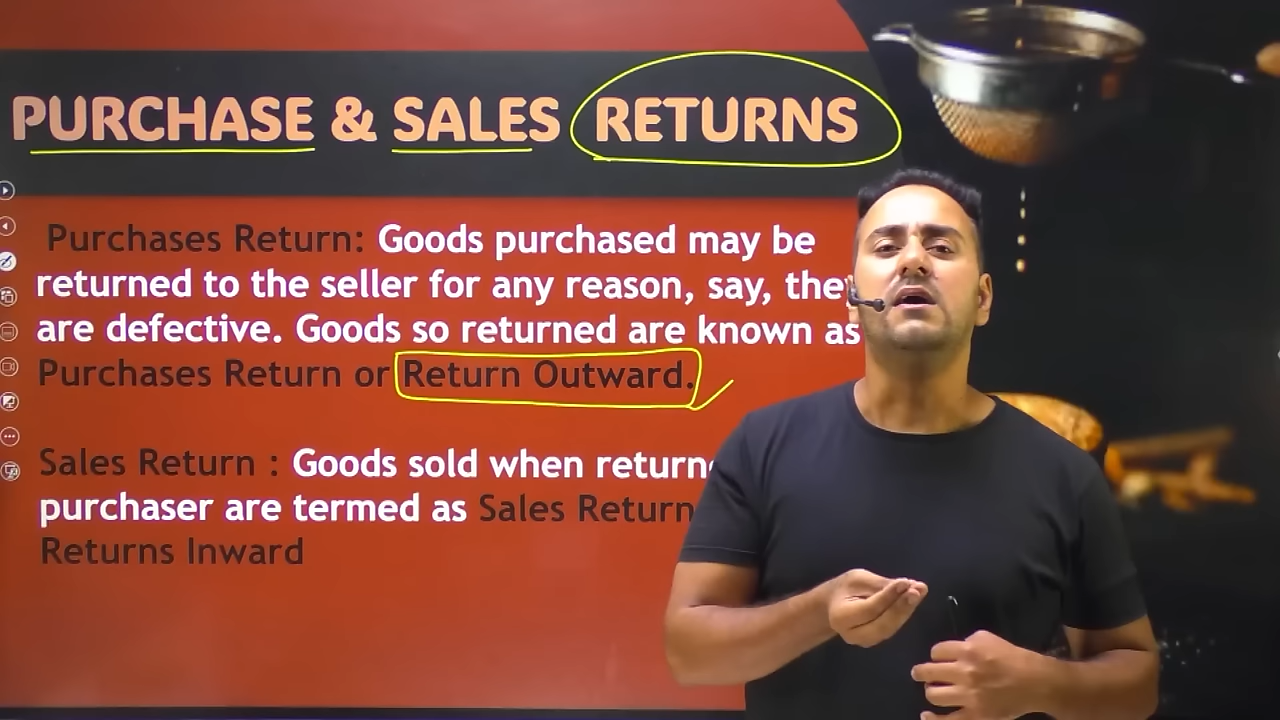 PURCHASE & SALES RETURNS
Purchases Return: Goods purchased may be
returned to the seller for any reason, say, they
are defective. Goods so returned are known as
Purchases Return or Return Outward.
Sales Return : Goods sold when
purchaser are termed as Sales Return
Returns Inward